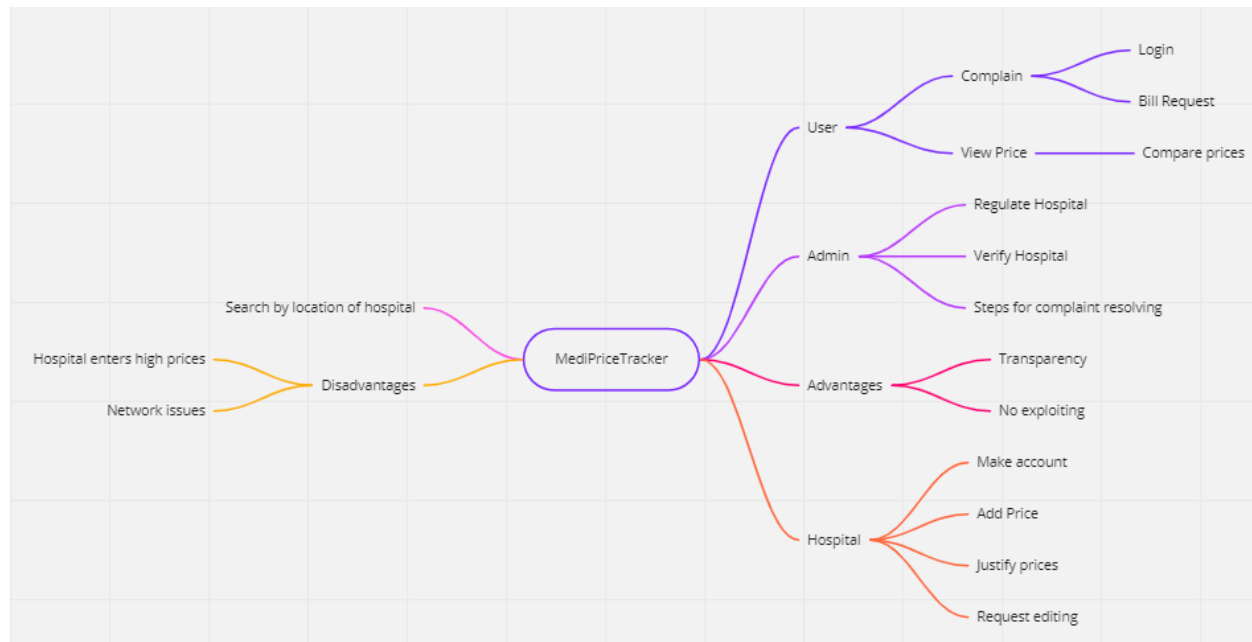 Login
Complain
Bill Request
User
View Price
Compare prices
Regulate Hospital
Admin
Verify Hospital
Steps for complaint resolving
Search by location of hospital
MediPriceTracker
Hospital enters high prices
Disadvantages
Network issues
Transparency
Advantages
No exploiting
Make account
Add Price
Hospital
Justify prices
Request editing